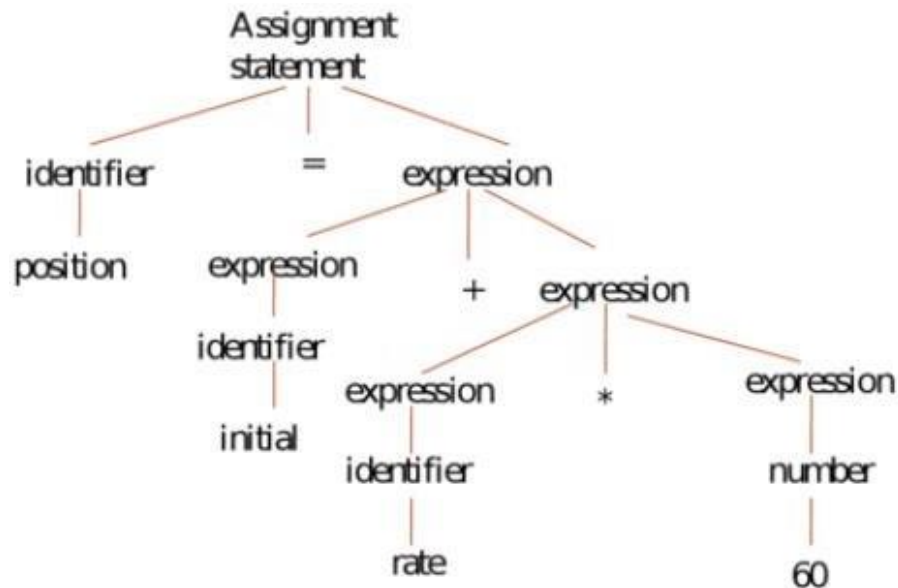 Assignment
statement
identifier = expression
position expression + expression
identifier expression * expression
initial identifier number
rate 60